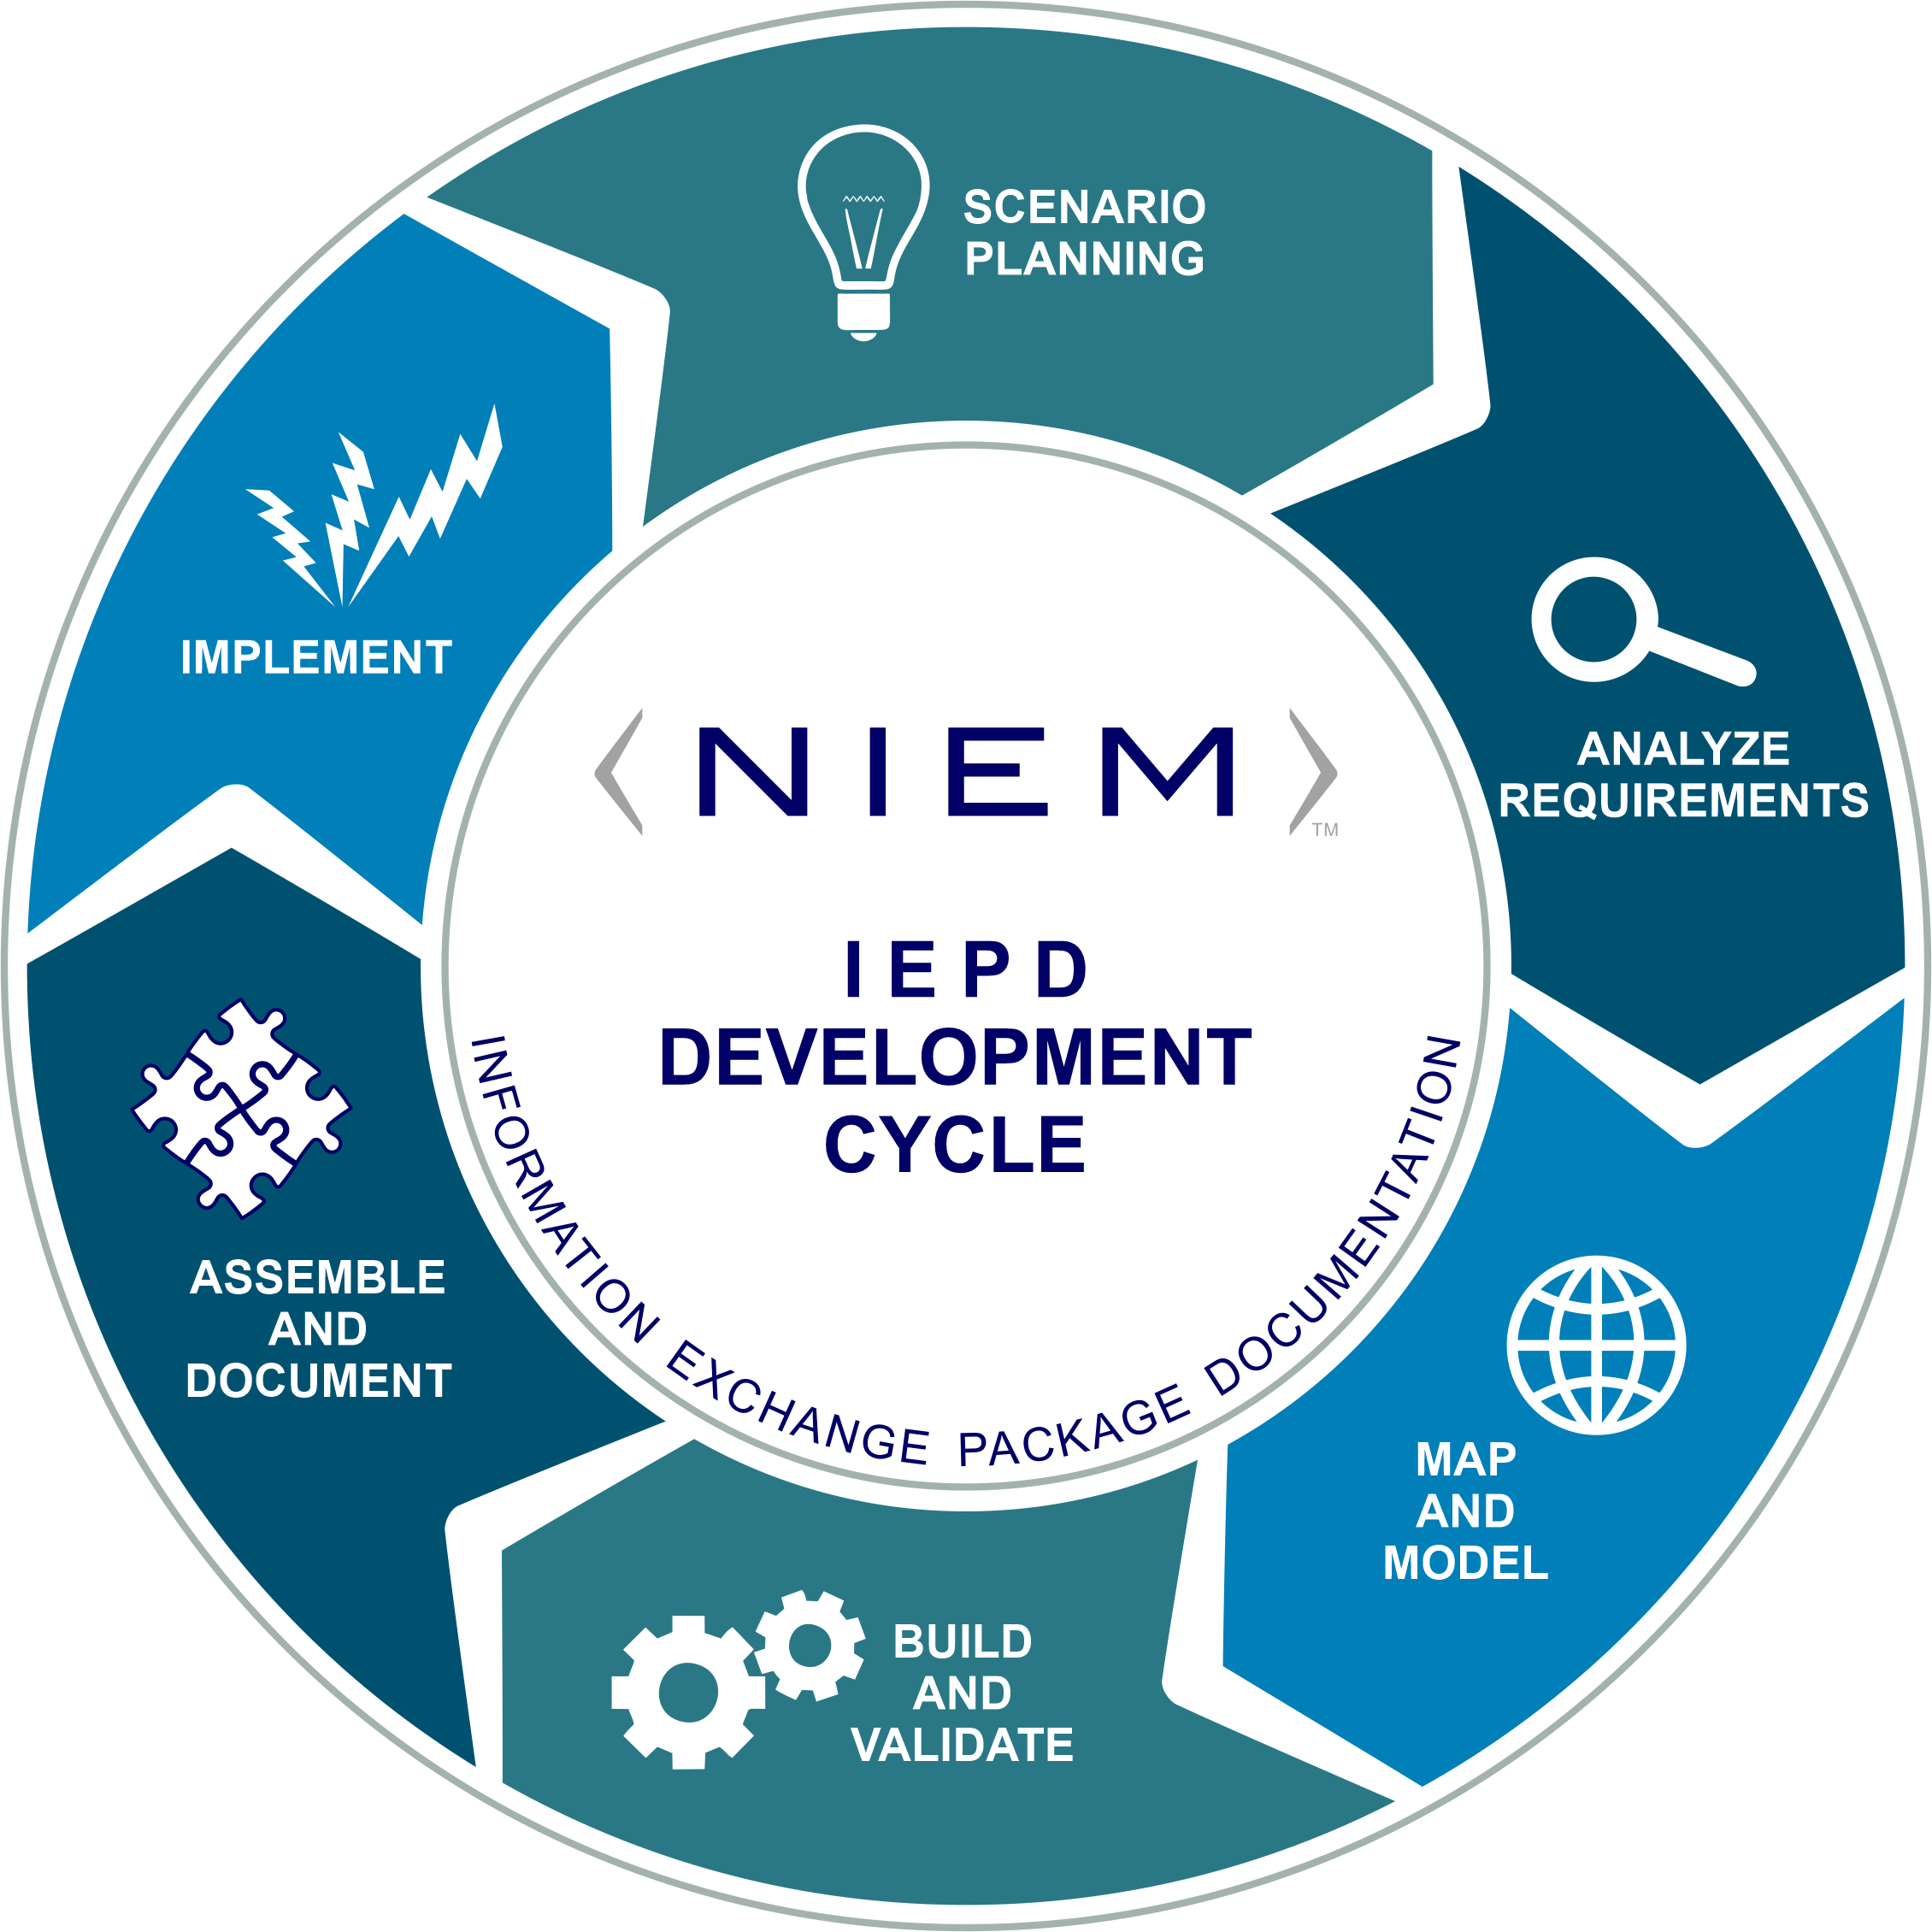 SCENARIO
PLANNING
ANALYZE
REQUIREMENTS
MAP
AND
MODEL
BUILD
AND
VALIDATE
ASSEMBLE
AND
DOCUMENT
IMPLEMENT
NIEM
TM
IEPD
DEVELOPMENT
CYCLE
INFORMATION EXCHANGE PACKAGE DOCUMENTATION